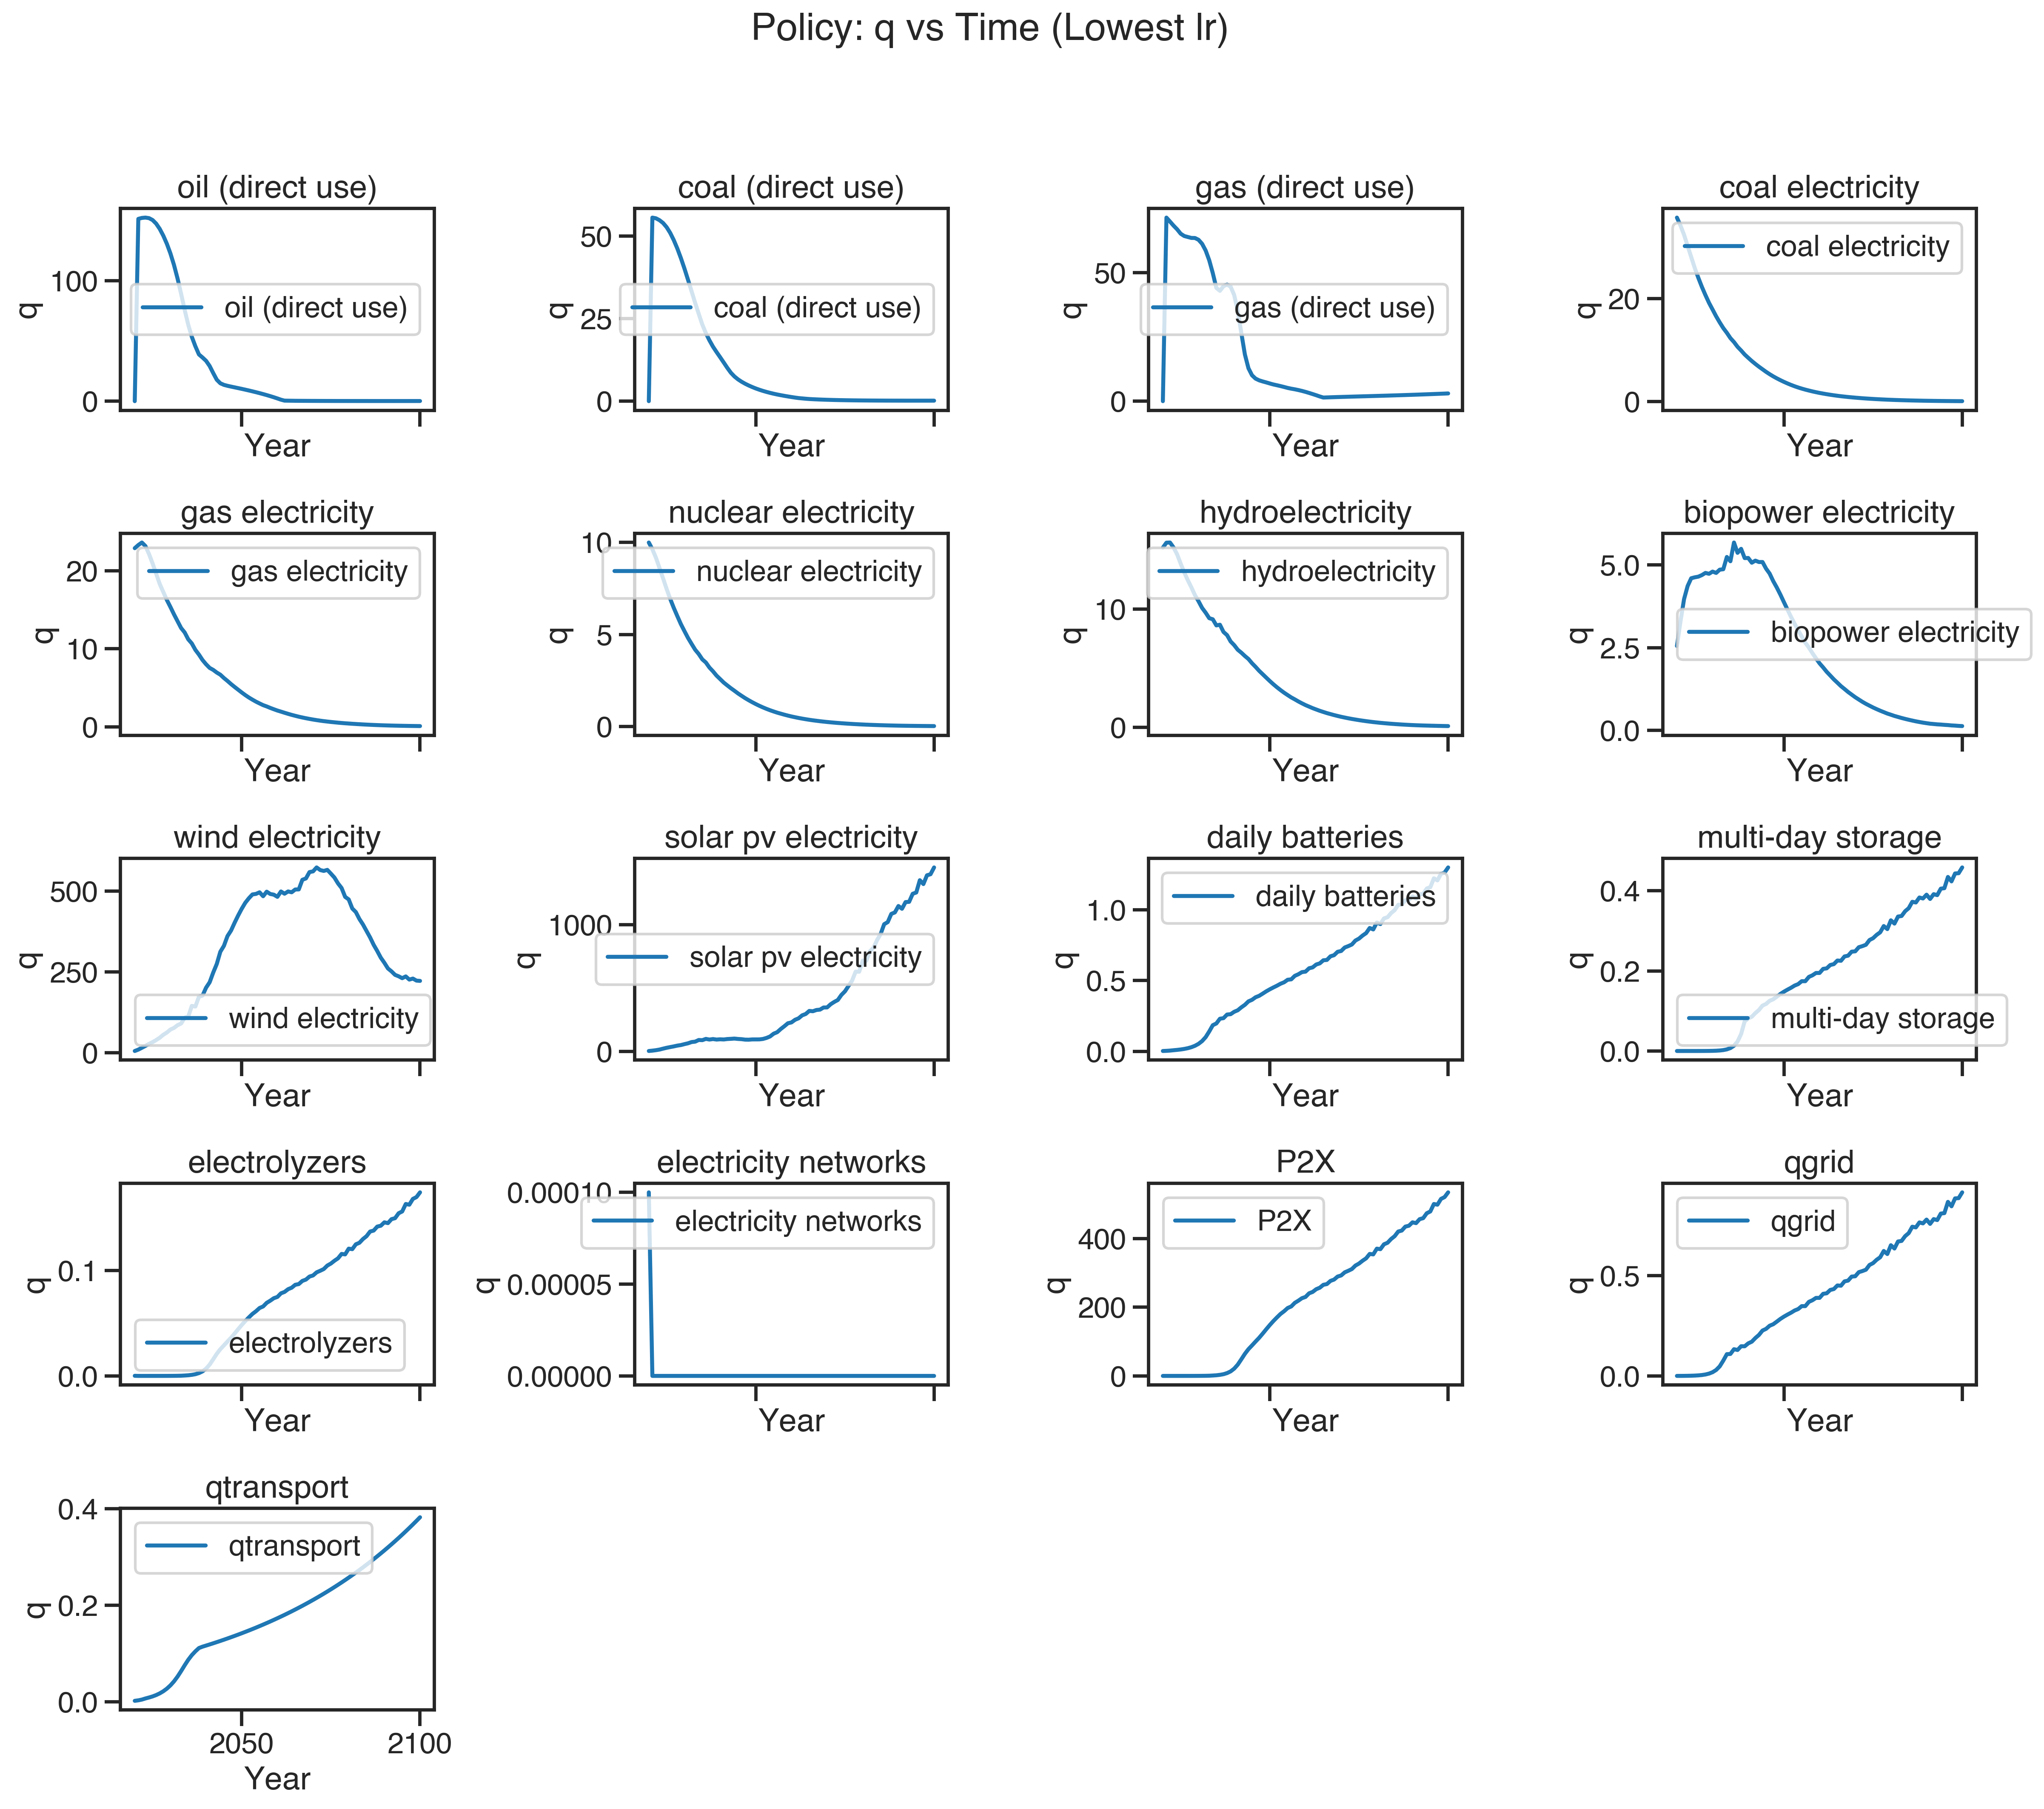 Policy: q vs Time (Lowest lr)
oil (direct use)
coal (direct use)
gas (direct use)
coal electricity
100
0
q
oil (direct use)
Year
50
25
0
q
coal (direct use)
Year
50
0
q
gas (direct use)
Year
20
0
q
coal electricity
Year
gas electricity
nuclear electricity
hydroelectricity
biopower electricity
20
10
0
q
gas electricity
Year
10
5
0
q
nuclear electricity
Year
10
0
q
hydroelectricity
Year
5.0
2.5
0.0
q
biopower electricity
Year
wind electricity
solar pv electricity
daily batteries
multi-day storage
500
250
0
q
wind electricity
Year
1000
0
q
solar pv electricity
Year
1.0
0.5
0.0
q
daily batteries
Year
0.4
0.2
0.0
q
multi-day storage
Year
electrolyzers
electricity networks
P2X
qgrid
0.1
0.0
q
electrolyzers
Year
0.00010
0.00005
0.00000
q
electricity networks
Year
400
200
0
q
P2X
Year
0.5
0.0
q
qgrid
Year
qtransport
0.4
0.2
0.0
q
qtransport
2050
2100
Year